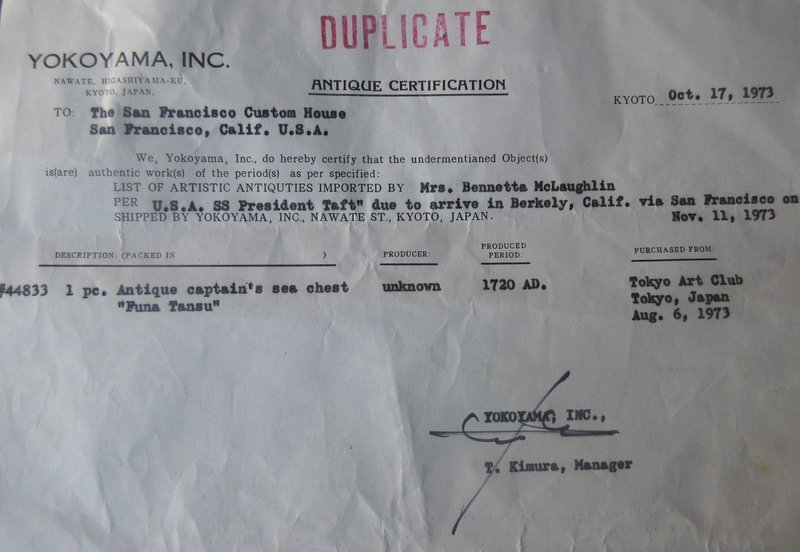 DUPLICATE
YOKOYAMA, INC.
NAWATE, HIGASHIYAMA-KU,
KYOTO, JAPAN.
ANTIQUE CERTIFICATION
KYOTO Oct. 17, 1973
TO: The San Francisco Custom House
San Francisco, Calif. U.S.A.
We, Yokoyama, Inc., do hereby certify that the undermentianed Object(s)
is(are) authentic work(s) of the period(s) as per specified:
LIST OF ARTISTIC ANTIQUTIES IMPORTED BY Mrs. Bennetta McLaughlin
PER U.S.A. SS President Taft" due to arrive in Berkely, Calif. via San Francisco on
SHIPPED BY YOKOYAMA, INC., NAWATE ST., KYOTO, JAPAN. Nov. 11, 1973
DESCRIPTION: (PACKED IN ) PRODUCER: PRODUCED PERIOD: PURCHASED FROM:
#44833 1 pc. Antique captain's sea chest unknown 1720 AD. Tokyo Art Club
"Funa Tansu" Tokyo, Japan
Aug. 6, 1973
YOKOYAMA, INC.,
T. Kimura, Manager